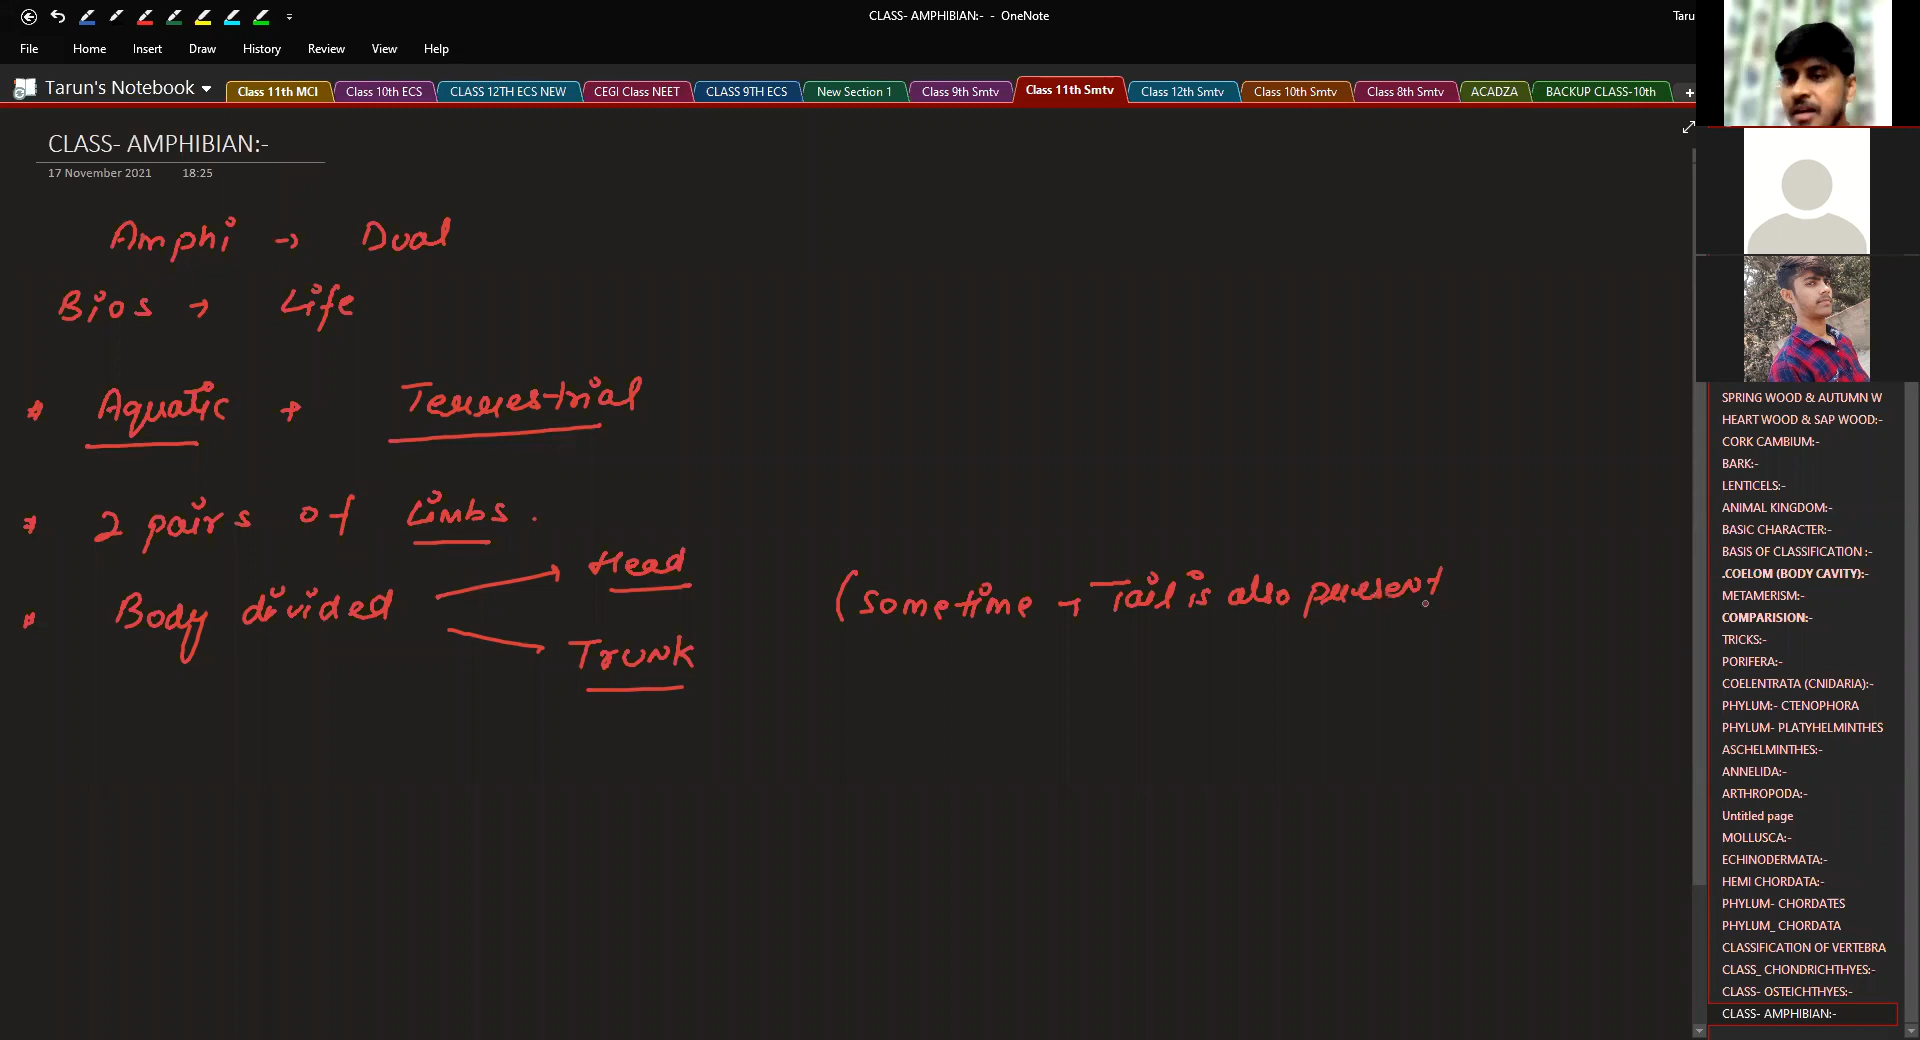 CLASS- AMPHIBIAN:- - OneNote
Taru
File Home Insert Draw History Review View Help
Tarun's Notebook
Class 11th MCI Class 10th ECS CLASS 12TH ECS NEW CEGI Class NEET CLASS 9TH ECS New Section 1 Class 9th Smtv Class 11th Smtv Class 12th Smtv Class 10th Smtv Class 8th Smtv ACADZA BACKUP CLASS-10th +
CLASS- AMPHIBIAN:-
17 November 2021 18:25
Amphi → Dual
Bios → Life
* Aquatic + Terrestrial
* 2 pairs of Limbs.
* Body divided → Head
→ Trunk
(sometime → Tail is also present
SPRING WOOD & AUTUMN W
HEART WOOD & SAP WOOD:-
CORK CAMBIUM:-
BARK:-
LENTICELS:-
ANIMAL KINGDOM:-
BASIC CHARACTER:-
BASIS OF CLASSIFICATION :-
.COELOM (BODY CAVITY):-
METAMERISM:-
COMPARISION:-
TRICKS:-
PORIFERA:-
COELENTRATA (CNIDARIA):-
PHYLUM:- CTENOPHORA
PHYLUM- PLATYHELMINTHES
ASCHELMINTHES:-
ANNELIDA:-
ARTHROPODA:-
Untitled page
MOLLUSCA:-
ECHINODERMATA:-
HEMI CHORDATA:-
PHYLUM- CHORDATES
PHYLUM_ CHORDATA
CLASSIFICATION OF VERTEBRA
CLASS_ CHONDRICHTHYES:-
CLASS- OSTEICHTHYES:-
CLASS- AMPHIBIAN:-